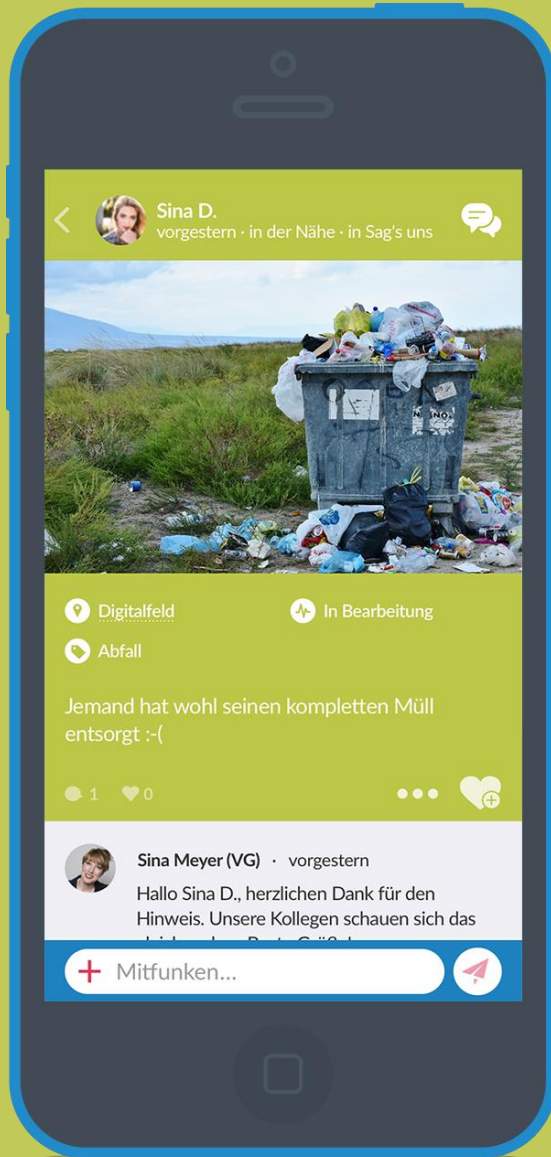 Sina D.
vorgestern · in der Nähe · in Sag's uns
Digitalfeld
In Bearbeitung
Abfall
Jemand hat wohl seinen kompletten Müll
entsorgt :-(
1
0
Sina Meyer (VG) · vorgestern
Hallo Sina D., herzlichen Dank für den
Hinweis. Unsere Kollegen schauen sich das
Mitfunken...